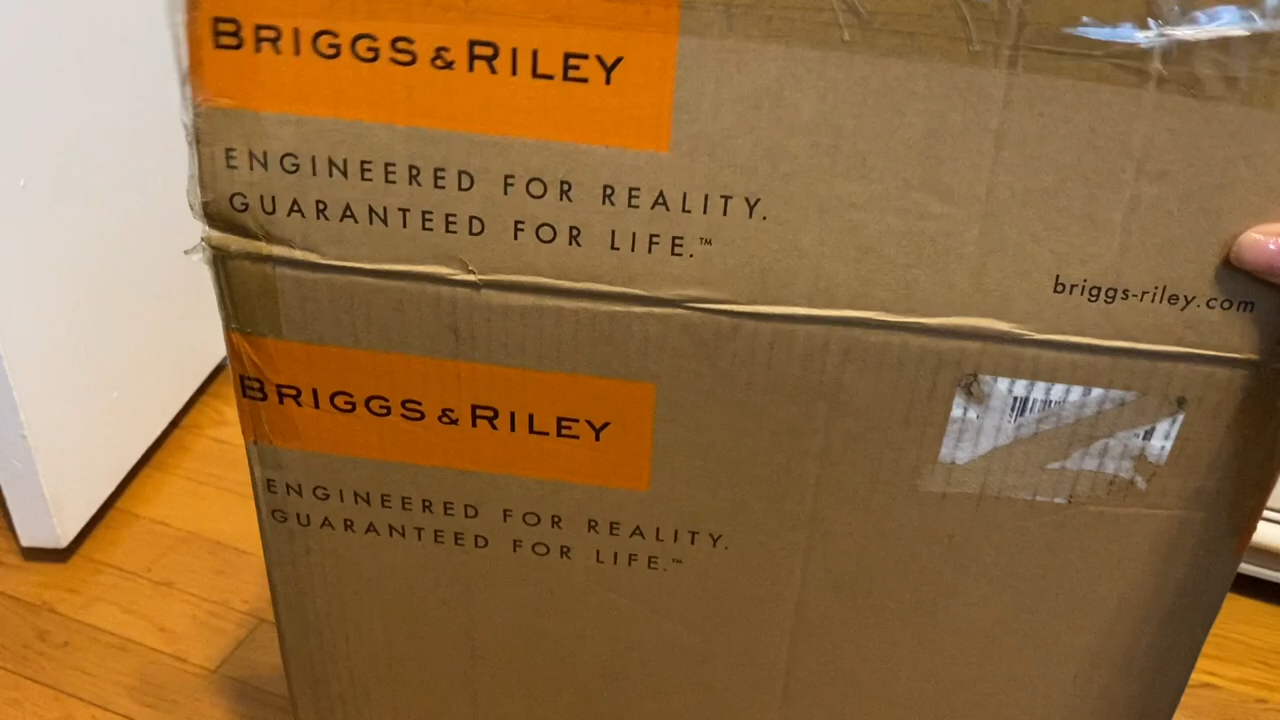 BRIGGS & RILEY
ENGINEERED FOR REALITY.
GUARANTEED FOR LIFE.™
briggs-riley.com
BRIGGS & RILEY
ENGINEERED FOR REALITY.
GUARANTEED FOR LIFE.™